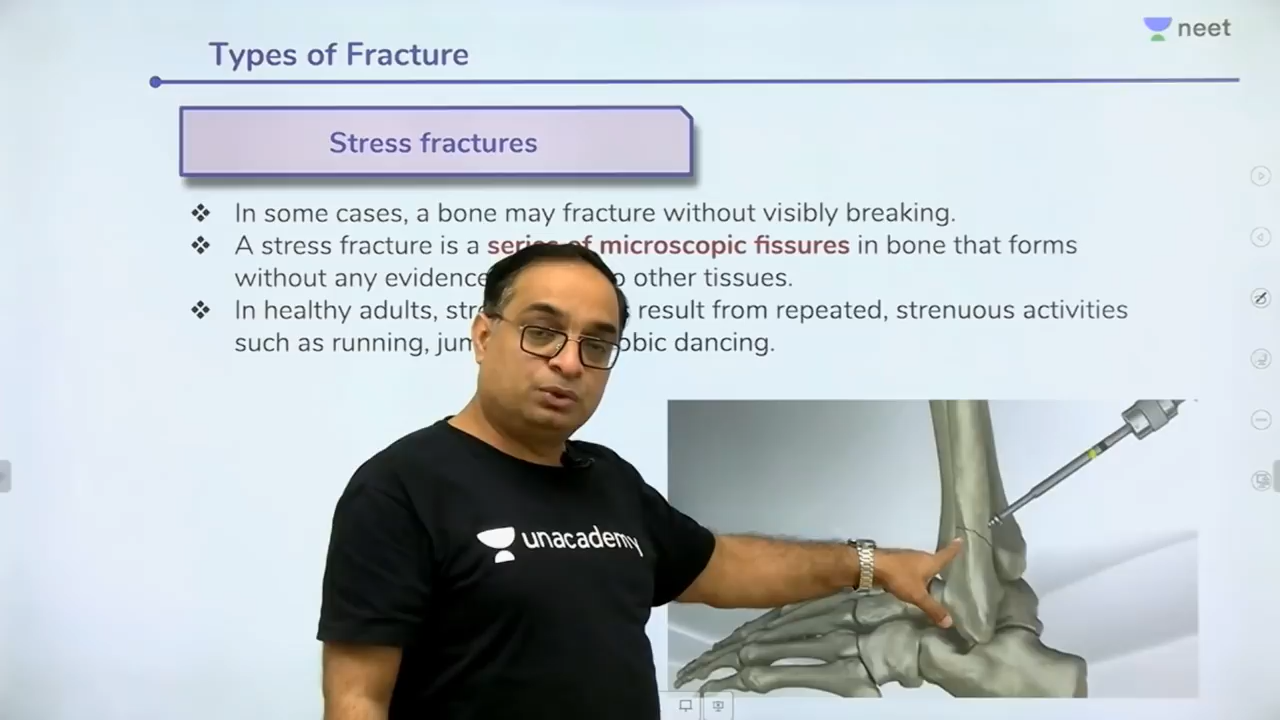 neet
Types of Fracture
Stress fractures
❖ In some cases, a bone may fracture without visibly breaking.
❖ A stress fracture is a series of microscopic fissures in bone that forms
without any evidence other tissues.
❖ In healthy adults, result from repeated, strenuous activities
such as running, dancing.
unacademy